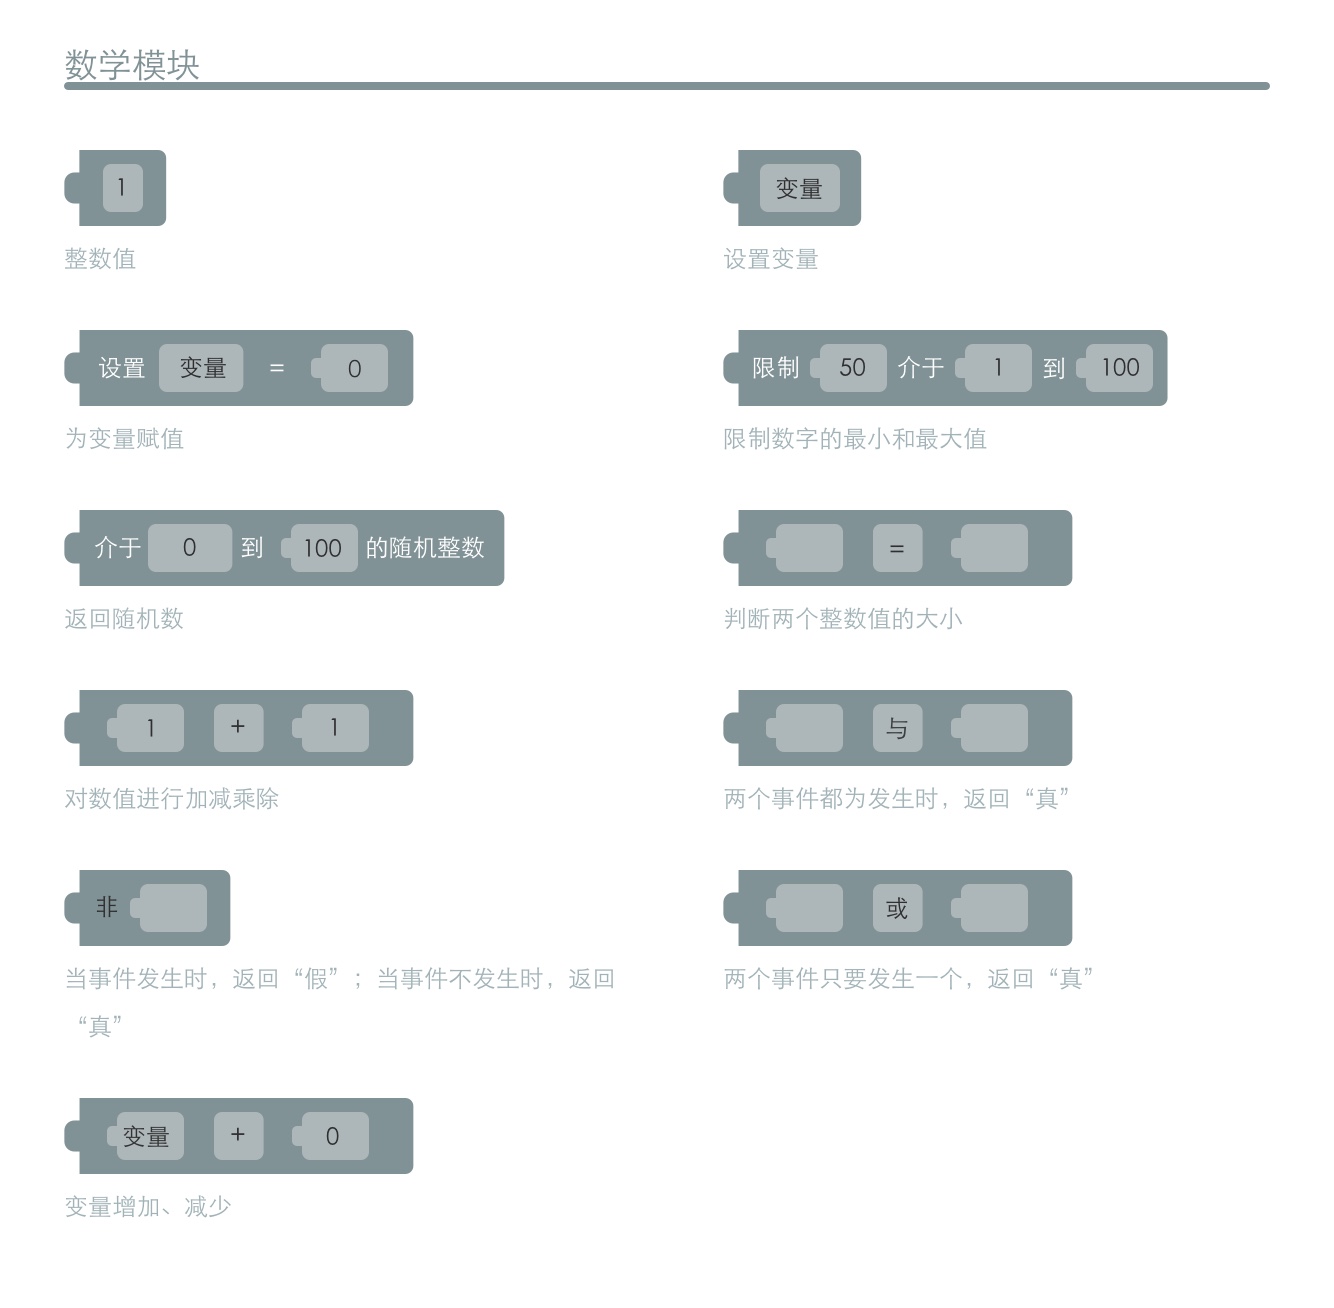 数学模块
1
变量
整数值
设置变量
设置 变量 = 0
限制 50 介于 1 到 100
为变量赋值
限制数字的最小和最大值
介于 0 到 100 的随机整数
=
返回随机数
判断两个整数值的大小
1 + 1
与
对数值进行加减乘除
两个事件都为发生时，返回“真”
非
或
当事件发生时，返回“假”；当事件不发生时，返回
“真”
两个事件只要发生一个，返回“真”
变量 + 0
变量增加、减少